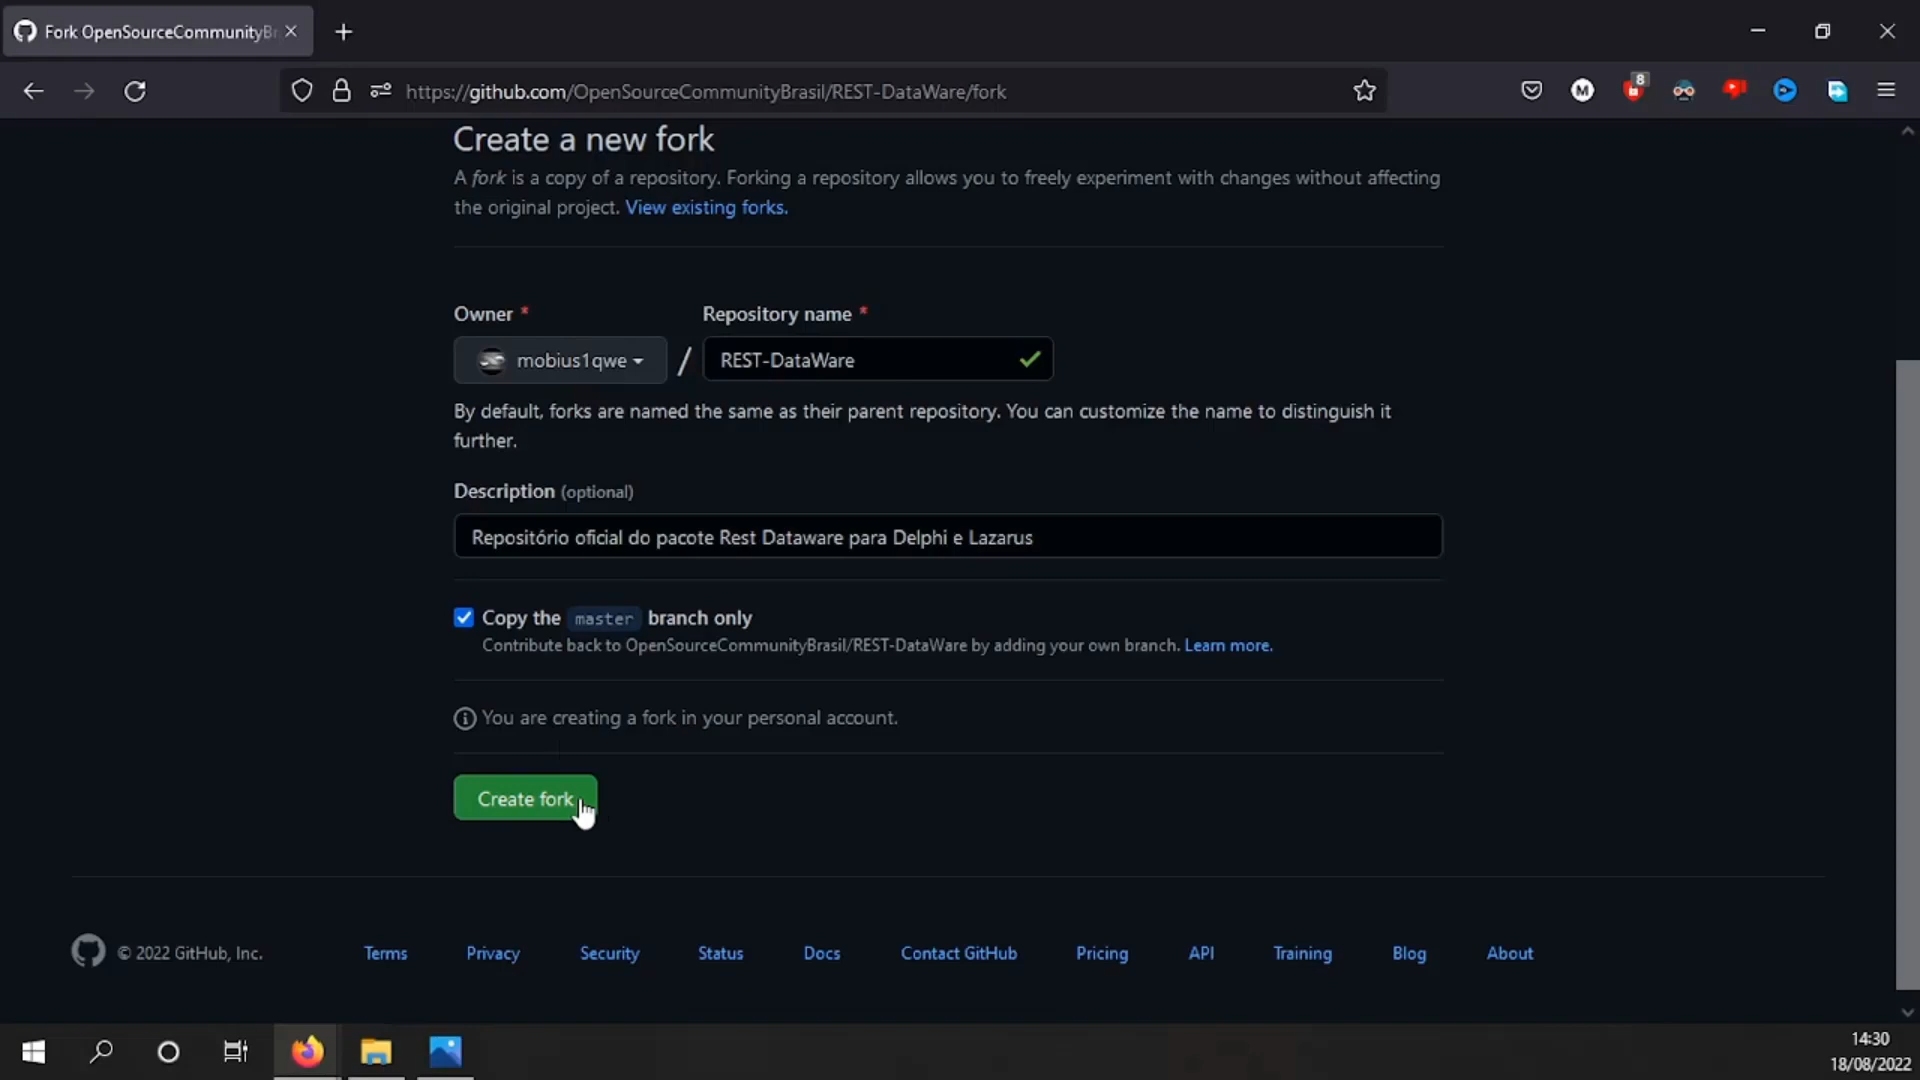 Fork OpenSourceCommunityBr
https://github.com/OpenSourceCommunityBrasil/REST-DataWare/fork
M
8
Create a new fork
A fork is a copy of a repository. Forking a repository allows you to freely experiment with changes without affecting
the original project. View existing forks.
Owner * Repository name *
mobius1qwe / REST-DataWare
By default, forks are named the same as their parent repository. You can customize the name to distinguish it
further.
Description (optional)
Repositório oficial do pacote Rest Dataware para Delphi e Lazarus
Copy the master branch only
Contribute back to OpenSourceCommunityBrasil/REST-DataWare by adding your own branch. Learn more.
You are creating a fork in your personal account.
Create fork
© 2022 GitHub, Inc. Terms Privacy Security Status Docs Contact GitHub Pricing API Training Blog About
14:30
18/08/2022